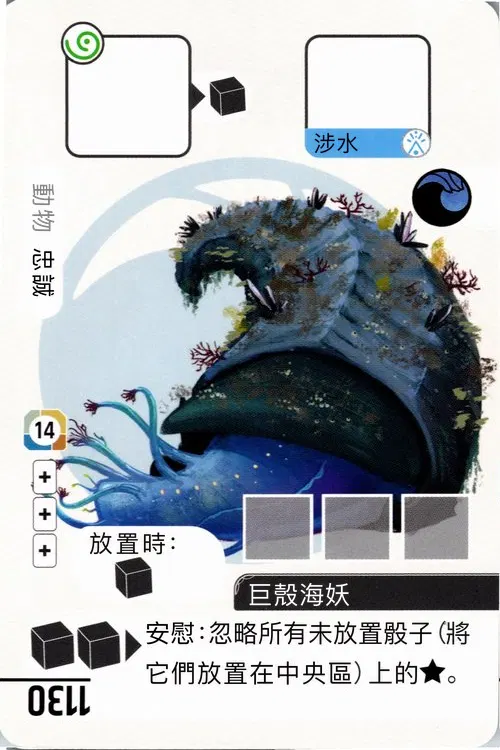 涉水
動物 忠誠
14
+
+
+
放置時:
巨殼海妖
安慰:忽略所有未放置骰子(將
它們放置在中央區)上的★。
1130